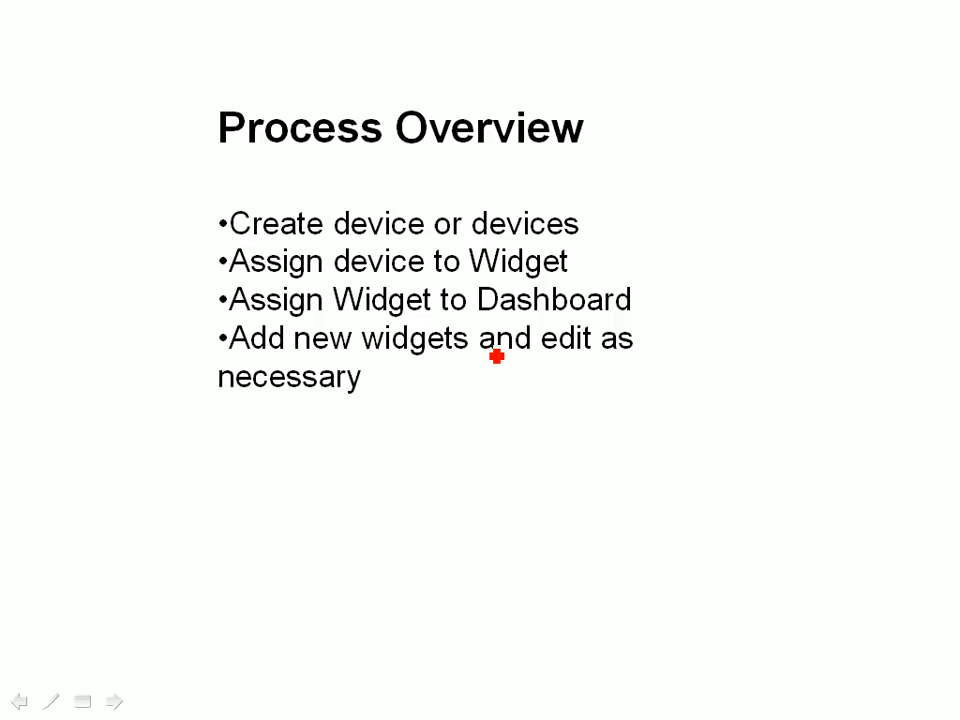 Process Overview
•Create device or devices
•Assign device to Widget
•Assign Widget to Dashboard
•Add new widgets and edit as
necessary